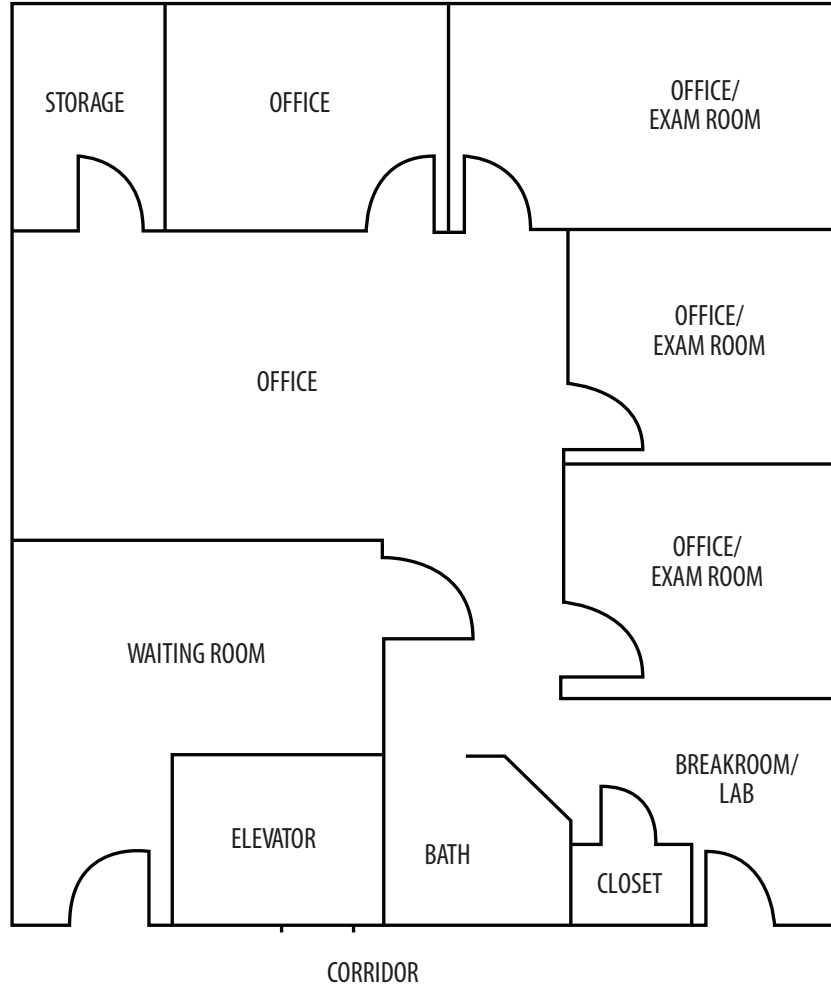 STORAGE
OFFICE
OFFICE/
EXAM ROOM
OFFICE/
EXAM ROOM
OFFICE
OFFICE/
EXAM ROOM
WAITING ROOM
BREAKROOM/
LAB
ELEVATOR
BATH
CLOSET
CORRIDOR